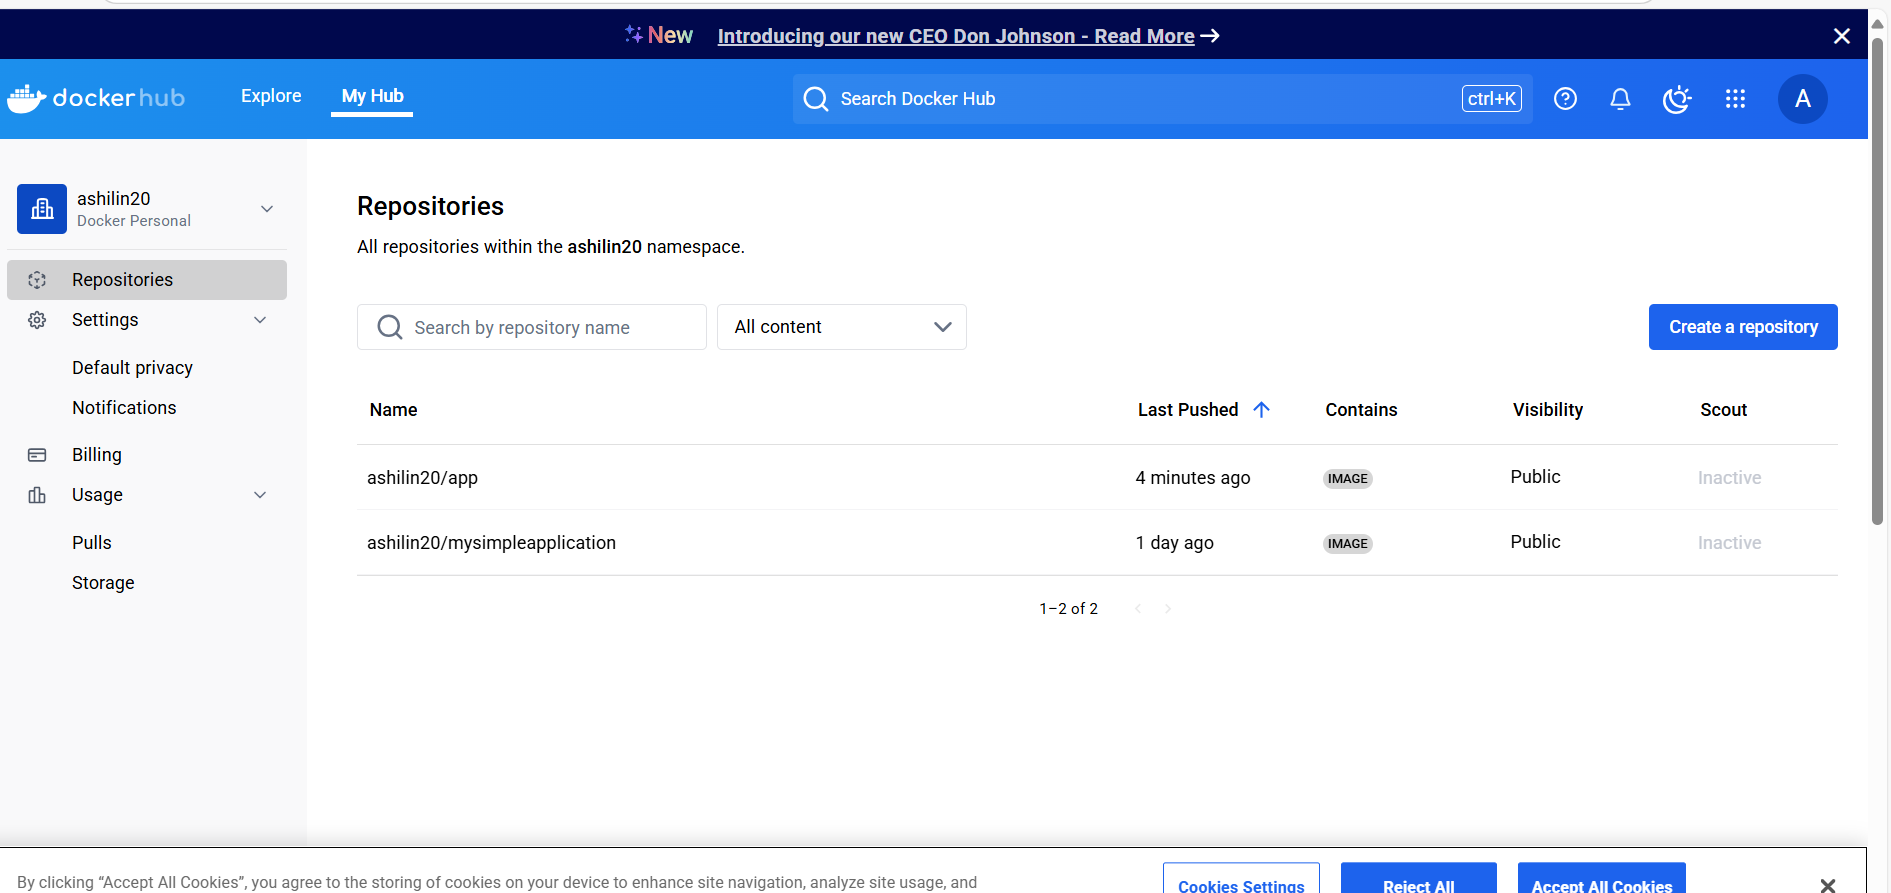 New Introducing our new CEO Don Johnson - Read More →
docker hub Explore My Hub Search Docker Hub ctrl+K A
ashilin20
Docker Personal
Repositories
Settings
Default privacy
Notifications
Billing
Usage
Pulls
Storage
Repositories
All repositories within the ashilin20 namespace.
Search by repository name All content Create a repository
Name Last Pushed Contains Visibility Scout
ashilin20/app 4 minutes ago IMAGE Public Inactive
ashilin20/mysimpleapplication 1 day ago IMAGE Public Inactive
1–2 of 2
By clicking “Accept All Cookies”, you agree to the storing of cookies on your device to enhance site navigation, analyze site usage, and
Cookies Settings Reject All Accept All Cookies